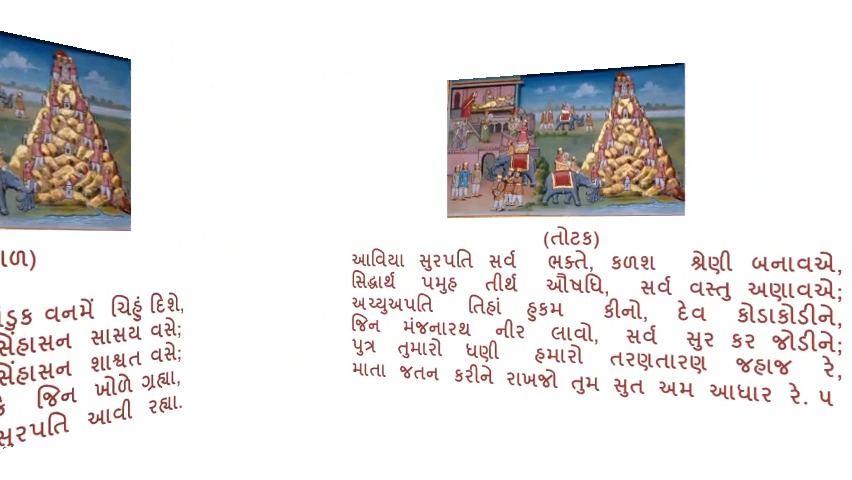 ાળ)
ંડુક વનમેં ચિહું દિશે,
સિંહાસન સાસય વસે;
સિંહાસન શાશ્વત વસે;
જિન ખોળે ગ્રહ્યા,
સુરપતિ આવી રહ્યા.
(તોટક)
આવિયા સુરપતિ સર્વ ભક્તે, કળશ શ્રેણી બનાવએ,
સિદ્ધાર્થ પમુહ તીર્થ ઔષધિ, સર્વ વસ્તુ અણાવએ;
અચ્યુઅપતિ તિહાં હુકમ કીનો, દેવ કોડાકોડીને,
જિન મંજનારથ નીર લાવો, સર્વ સુર કર જોડીને;
પુત્ર તુમારો ધણી હમારો તરણતારણ જહાજ રે,
માતા જતન કરીને રાખજો તુમ સુત અમ આધાર રે. પ